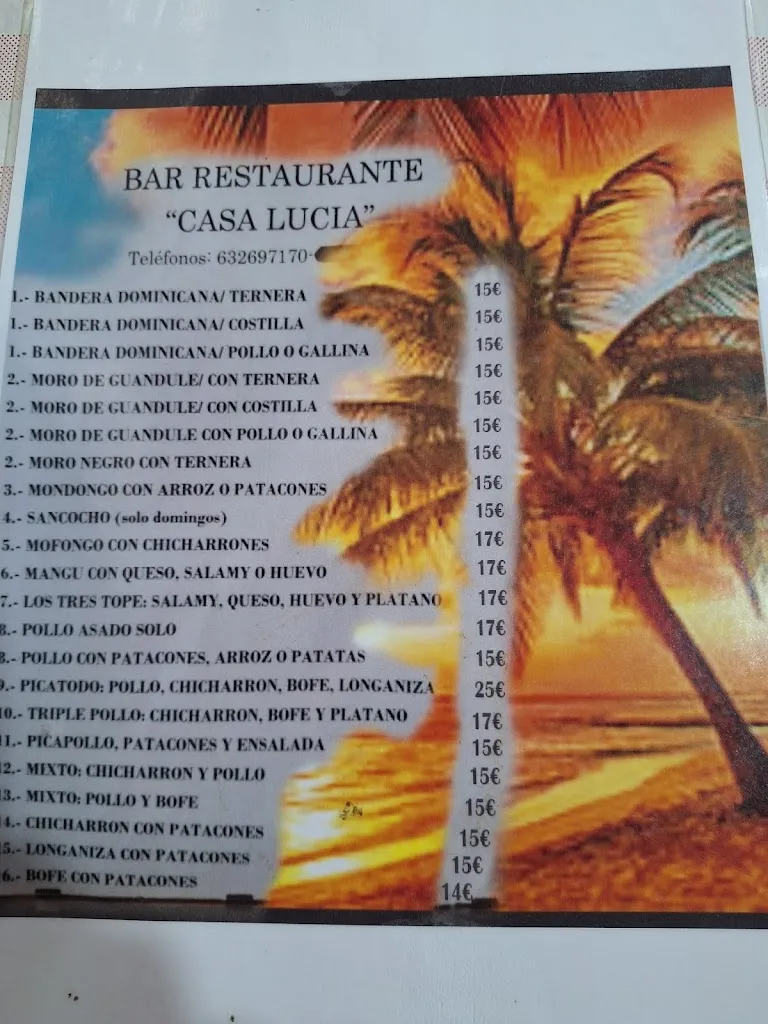 BAR RESTAURANTE
“CASA LUCIA”
Teléfonos: 632697170-
1.- BANDERA DOMINICANA/ TERNERA 15€
1.- BANDERA DOMINICANA/ COSTILLA 15€
1.- BANDERA DOMINICANA/ POLLO O GALLINA 15€
2.- MORO DE GUANDULE/ CON TERNERA 15€
2.- MORO DE GUANDULE/ CON COSTILLA 15€
2.- MORO DE GUANDULE CON POLLO O GALLINA 15€
2.- MORO NEGRO CON TERNERA 15€
3.- MONDONGO CON ARROZ O PATACONES 15€
4.- SANCOCHO (solo domingos) 15€
5.- MOFONGO CON CHICHARRONES 17€
6.- MANGU CON QUESO, SALAMY O HUEVO 17€
7.- LOS TRES TOPE: SALAMY, QUESO, HUEVO Y PLATANO 17€
8.- POLLO ASADO SOLO 17€
8.- POLLO CON PATACONES, ARROZ O PATATAS 15€
9.- PICATODO: POLLO, CHICHARRON, BOFE, LONGANIZA 25€
10.- TRIPLE POLLO: CHICHARRON, BOFE Y PLATANO 17€
11.- PICAPOLLO, PATACONES Y ENSALADA 15€
12.- MIXTO: CHICHARRON Y POLLO 15€
13.- MIXTO: POLLO Y BOFE 15€
14.- CHICHARRON CON PATACONES 15€
5.- LONGANIZA CON PATACONES 15€
6.- BOFE CON PATACONES 14€